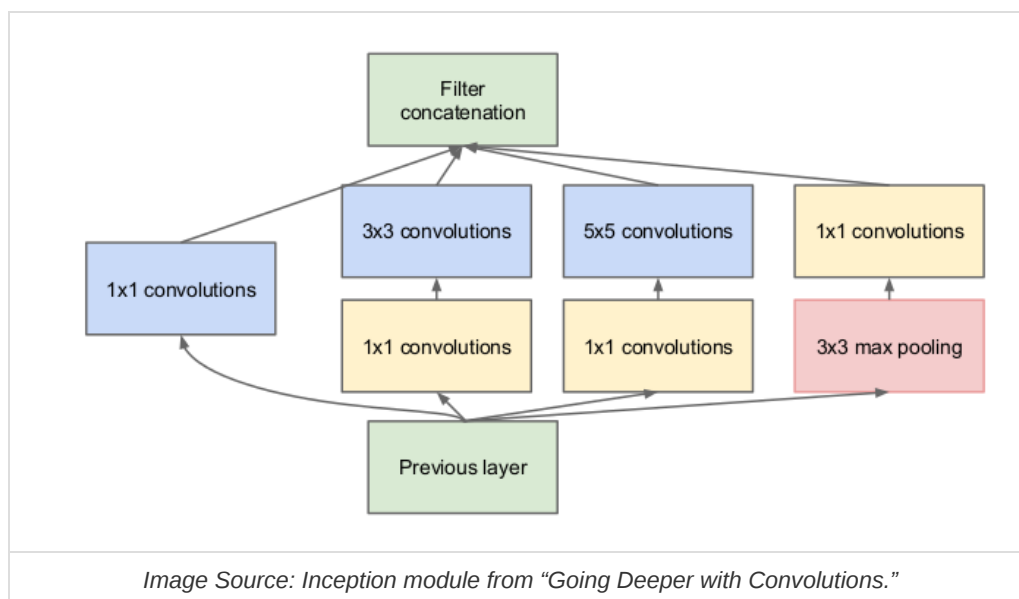 Filter
concatenation
3x3 convolutions
5x5 convolutions
1x1 convolutions
1x1 convolutions
1x1 convolutions
1x1 convolutions
3x3 max pooling
Previous layer
Image Source: Inception module from “Going Deeper with Convolutions.”